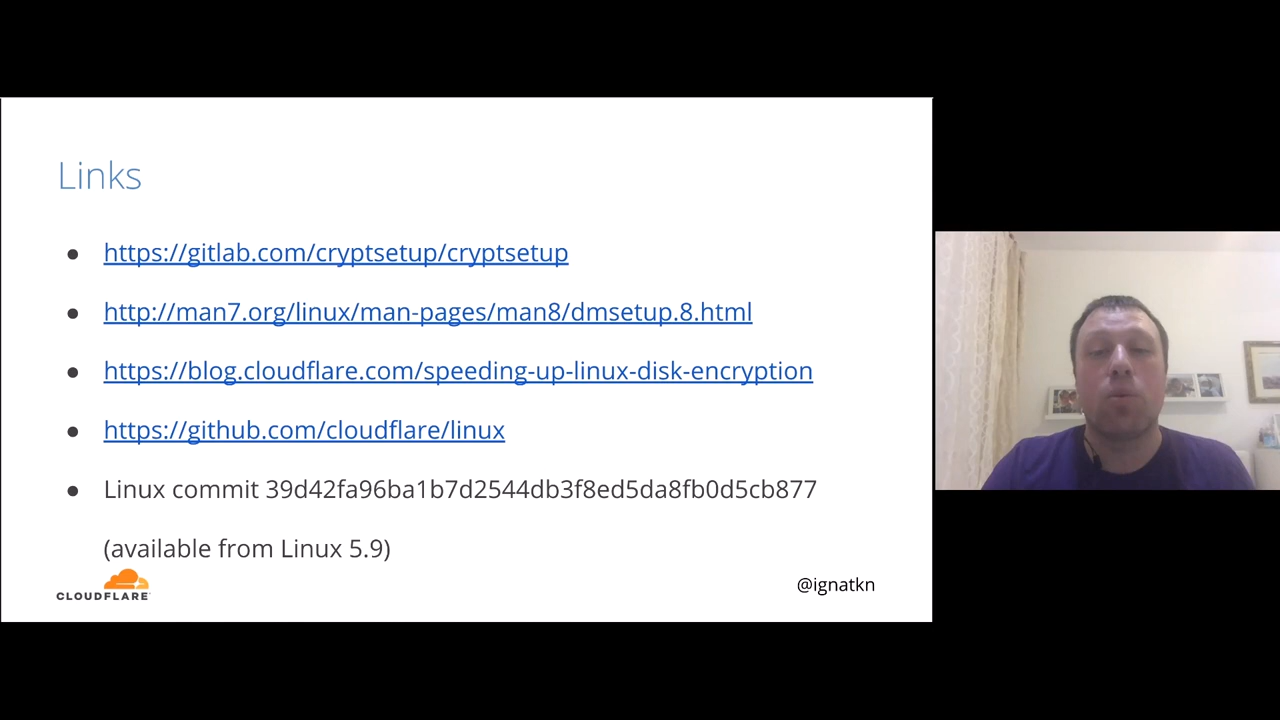 Links
https://gitlab.com/cryptsetup/cryptsetup
http://man7.org/linux/man-pages/man8/dmsetup.8.html
https://blog.cloudflare.com/speeding-up-linux-disk-encryption
https://github.com/cloudflare/linux
Linux commit 39d42fa96ba1b7d2544db3f8ed5da8fb0d5cb877
(available from Linux 5.9)
CLOUDFLARE
@ignatkn